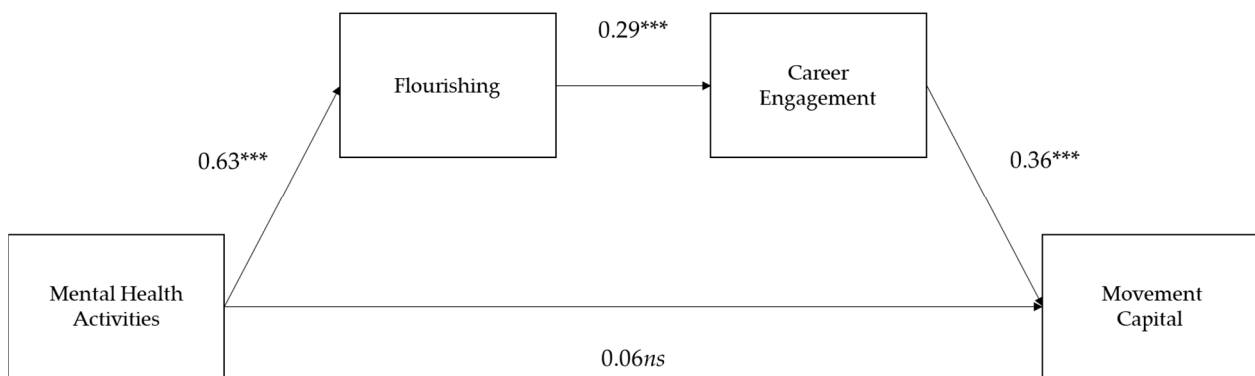 0.29***
Flourishing
Career
Engagement
0.63***
0.36***
Mental Health
Activities
Movement
Capital
0.06ns